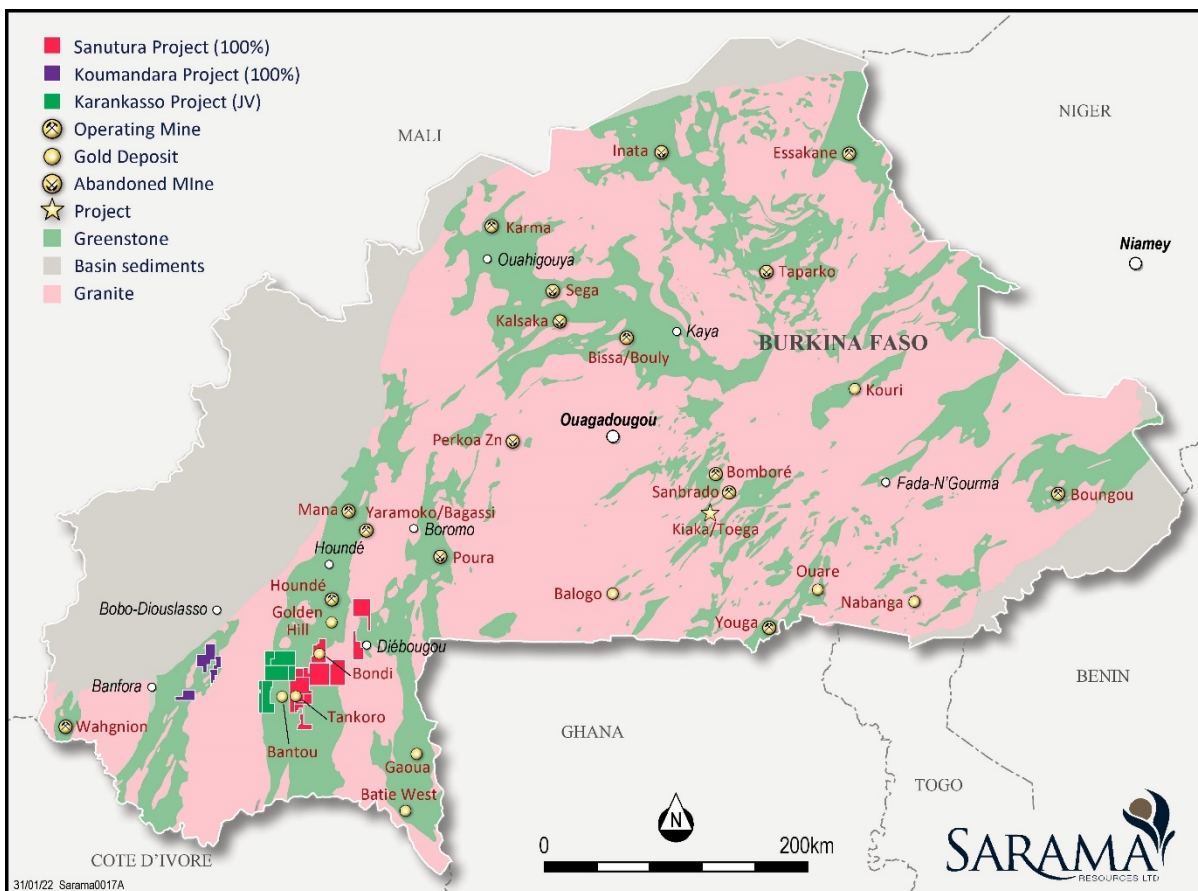 Sanutura Project (100%)
Koumandara Project (100%)
Karankasso Project (JV)
Operating Mine
Gold Deposit
Abandoned MIne
Project
Greenstone
Basin sediments
Granite
MALI
NIGER
Inata
Essakane
Karma
Ouahigouya
Niamey
Taparko
Sega
Kalsaka
Kaya
Bissa/Bouly
BURKINA FASO
Kouri
Ouagadougou
Perkoa Zn
Bomboré
Sanbrado
Fada-N'Gourma
Boungou
Mana
Yaramoko/Bagassi
Kiaka/Toega
Boromo
Houndé
Poura
Ouare
Houndé
Balogo
Nabanga
Bobo-Dioulasso
Golden
Hill
Youga
Diébougou
Bondi
Banfora
BENIN
Wahgnion
Tankoro
GHANA
Bantou
Gaoua
TOGO
Batie West
N
0
200km
SARAMA
RESOURCES LTD
COTE D'IVORE
31/01/22 Sarama0017A